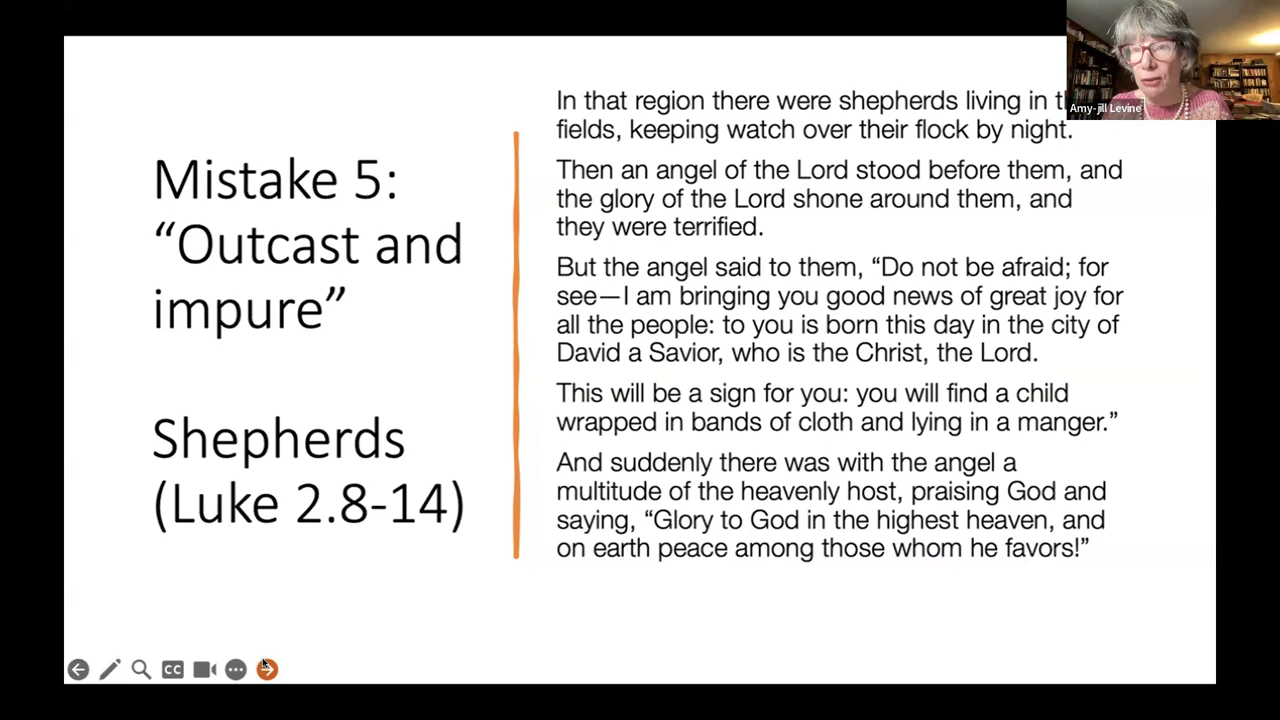 Mistake 5:
“Outcast and
impure”
Shepherds
(Luke 2.8-14)
In that region there were shepherds living in
fields, keeping watch over their flock by night.
Then an angel of the Lord stood before them, and
the glory of the Lord shone around them, and
they were terrified.
But the angel said to them, “Do not be afraid; for
see—I am bringing you good news of great joy for
all the people: to you is born this day in the city of
David a Savior, who is the Christ, the Lord.
This will be a sign for you: you will find a child
wrapped in bands of cloth and lying in a manger.”
And suddenly there was with the angel a
multitude of the heavenly host, praising God and
saying, “Glory to God in the highest heaven, and
on earth peace among those whom he favors!”
Amy-jill Levine
CC